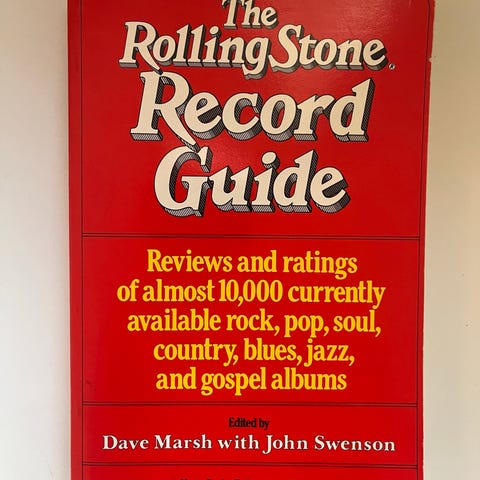 The
Rolling Stone
Record
Guide
Reviews and ratings
of almost 10,000 currently
available rock, pop, soul,
country, blues, jazz,
and gospel albums
Edited by
Dave Marsh with John Swenson